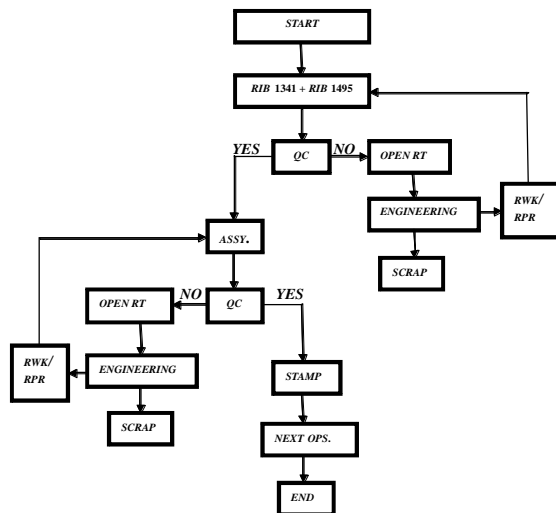 START
RIB 1341 + RIB 1495
YES
QC
NO
OPEN RT
ENGINEERING
RWK/
RPR
ASSY.
SCRAP
OPEN RT
NO
QC
YES
RWK/
RPR
ENGINEERING
STAMP
SCRAP
NEXT OPS.
END